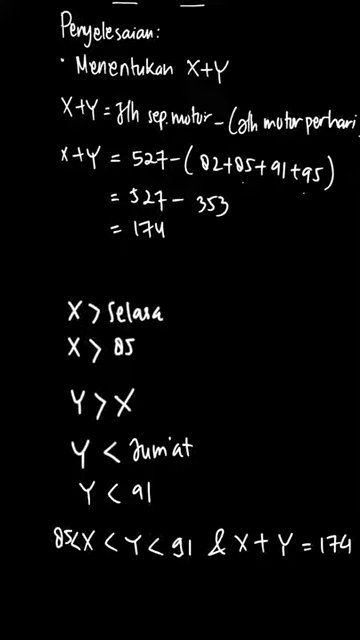 Penyelesaian:
• Menentukan X+Y
X+Y = Jlh sep. motor - (Jlh motor perhari
X+Y = 527 - (82+85+91+95)
= 527 - 353
= 174
X > Selasa
X > 85
Y > X
Y < Jum'at
Y < 91
85<X < Y < 91 & X + Y = 174